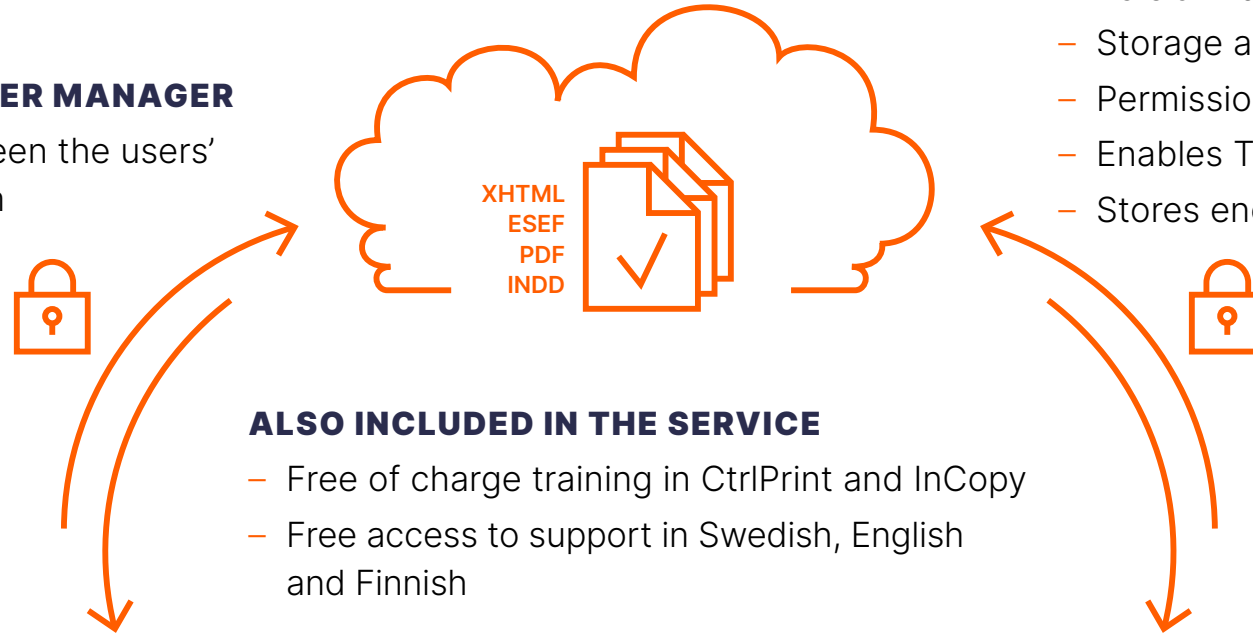 ER MANAGER
een the users’
– Storage a
– Permissio
– Enables T
– Stores en
XHTML
ESEF
PDF
INDD
ALSO INCLUDED IN THE SERVICE
– Free of charge training in CtrlPrint and InCopy
– Free access to support in Swedish, English
and Finnish